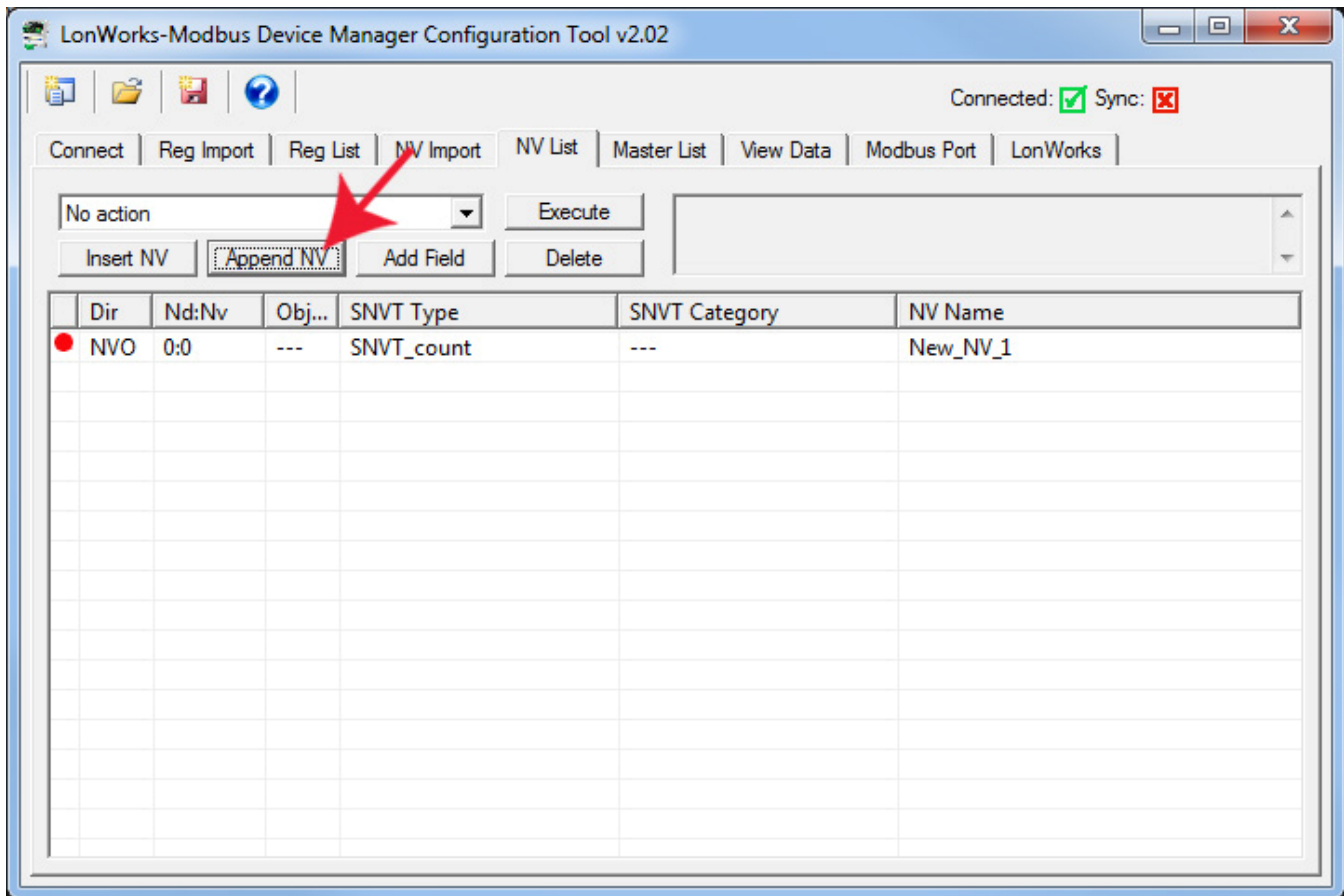 LonWorks-Modbus Device Manager Configuration Tool v2.02
Connected: Sync:
Connect Reg Import Reg List NV Import NV List Master List View Data Modbus Port LonWorks
No action Execute
Insert NV Append NV Add Field Delete
Dir Nd:Nv Obj... SNVT Type SNVT Category NV Name
NVO 0:0 --- SNVT_count --- New_NV_1